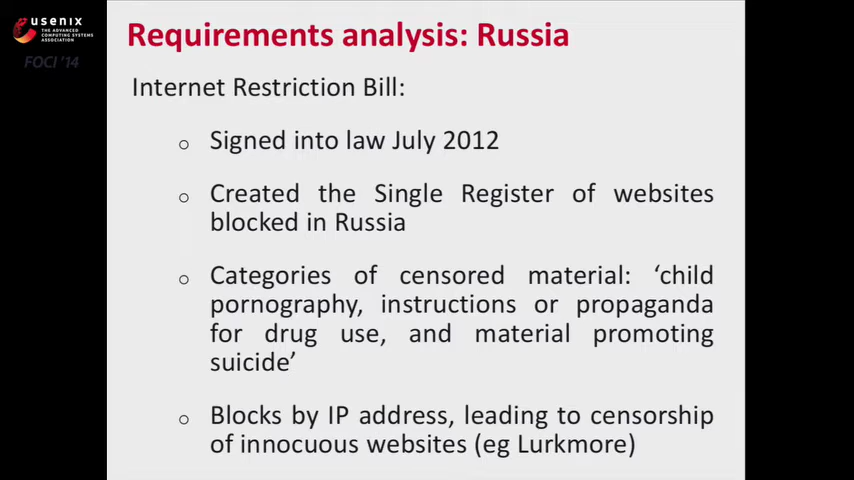 usenix
THE ADVANCED
COMPUTING SYSTEMS
ASSOCIATION
FOCI '14
Requirements analysis: Russia
Internet Restriction Bill:
o Signed into law July 2012
o Created the Single Register of websites
blocked in Russia
o Categories of censored material: ‘child
pornography, instructions or propaganda
for drug use, and material promoting
suicide’
o Blocks by IP address, leading to censorship
of innocuous websites (eg Lurkmore)